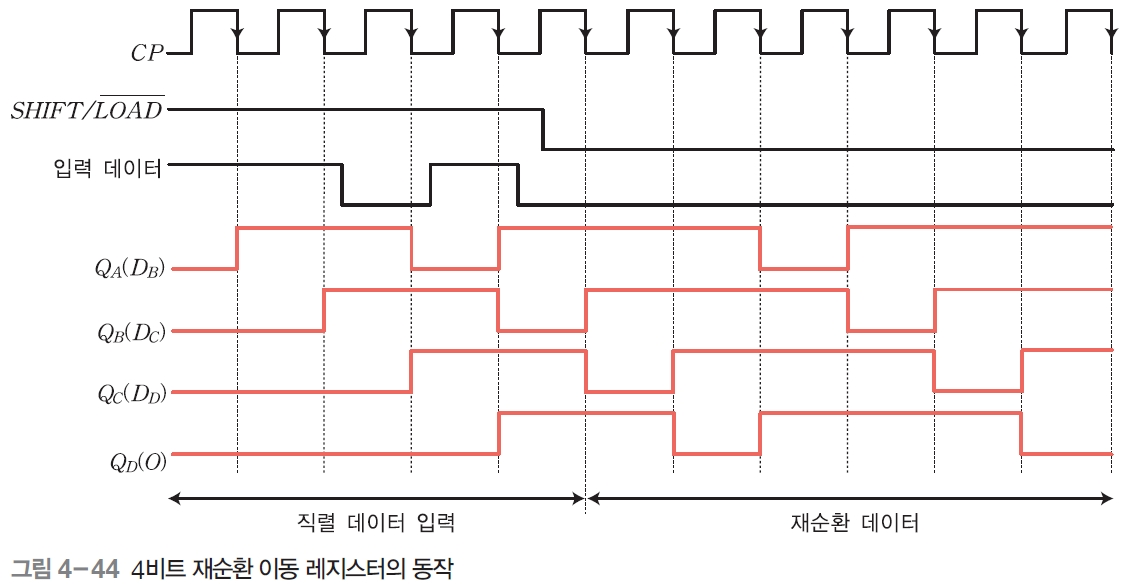 CP
SHIFT/LOAD
입력 데이터
Q_A(D_B)
Q_B(D_C)
Q_C(D_D)
Q_D(O)
직렬 데이터 입력 재순환 데이터
그림 4-44 4비트 재순환 이동 레지스터의 동작